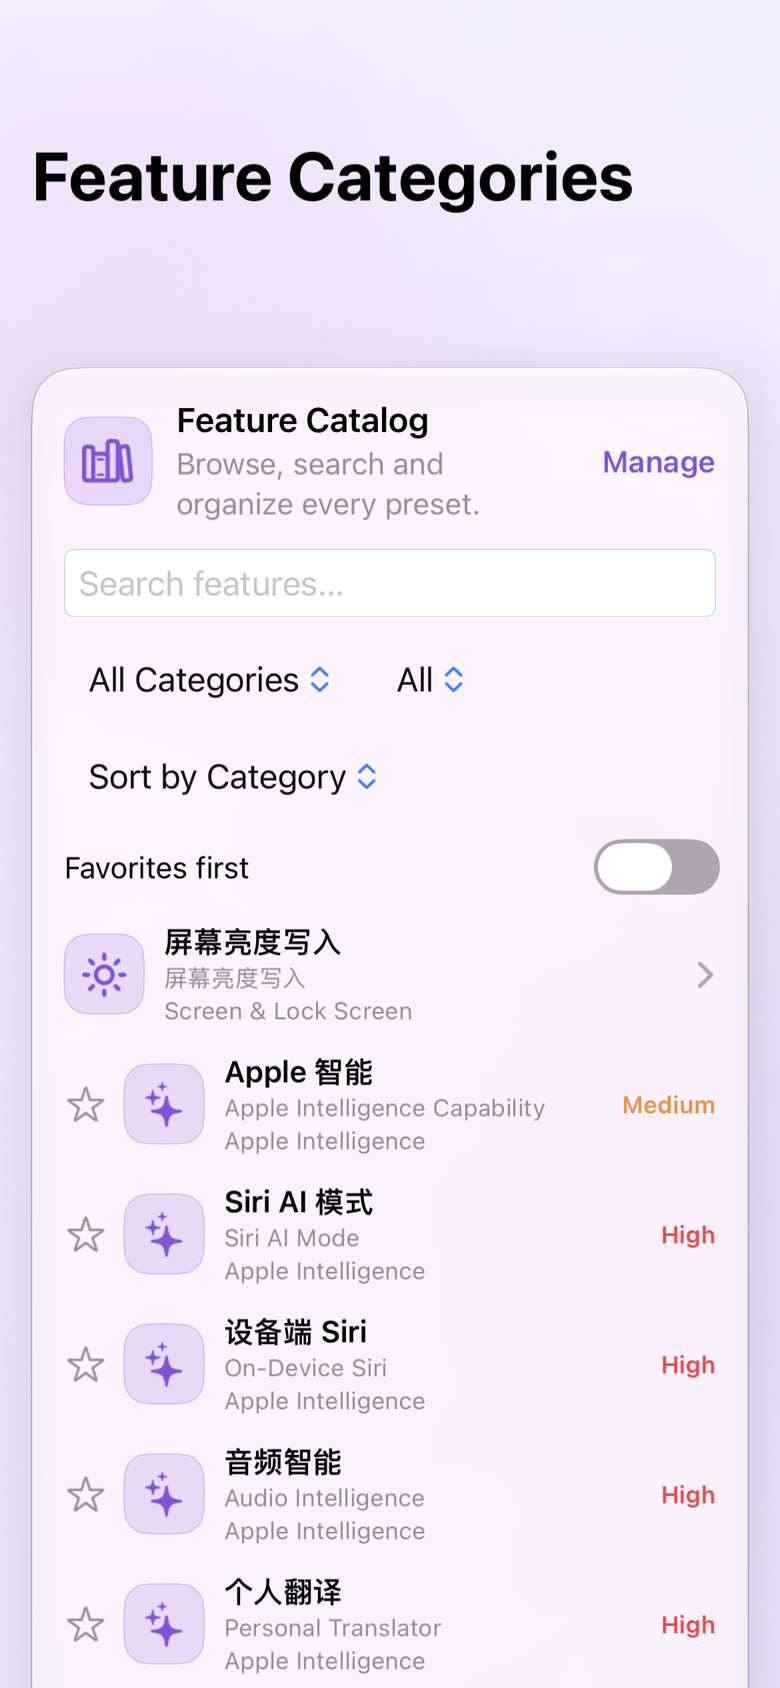 Feature Categories
Feature Catalog
Browse, search and
organize every preset.
Manage
Search features...
All Categories
All
Sort by Category
Favorites first
屏幕亮度写入
屏幕亮度写入
Screen & Lock Screen
Apple 智能
Apple Intelligence Capability
Apple Intelligence
Medium
Siri AI 模式
Siri AI Mode
Apple Intelligence
High
设备端 Siri
On-Device Siri
Apple Intelligence
High
音频智能
Audio Intelligence
Apple Intelligence
High
个人翻译
Personal Translator
Apple Intelligence
High